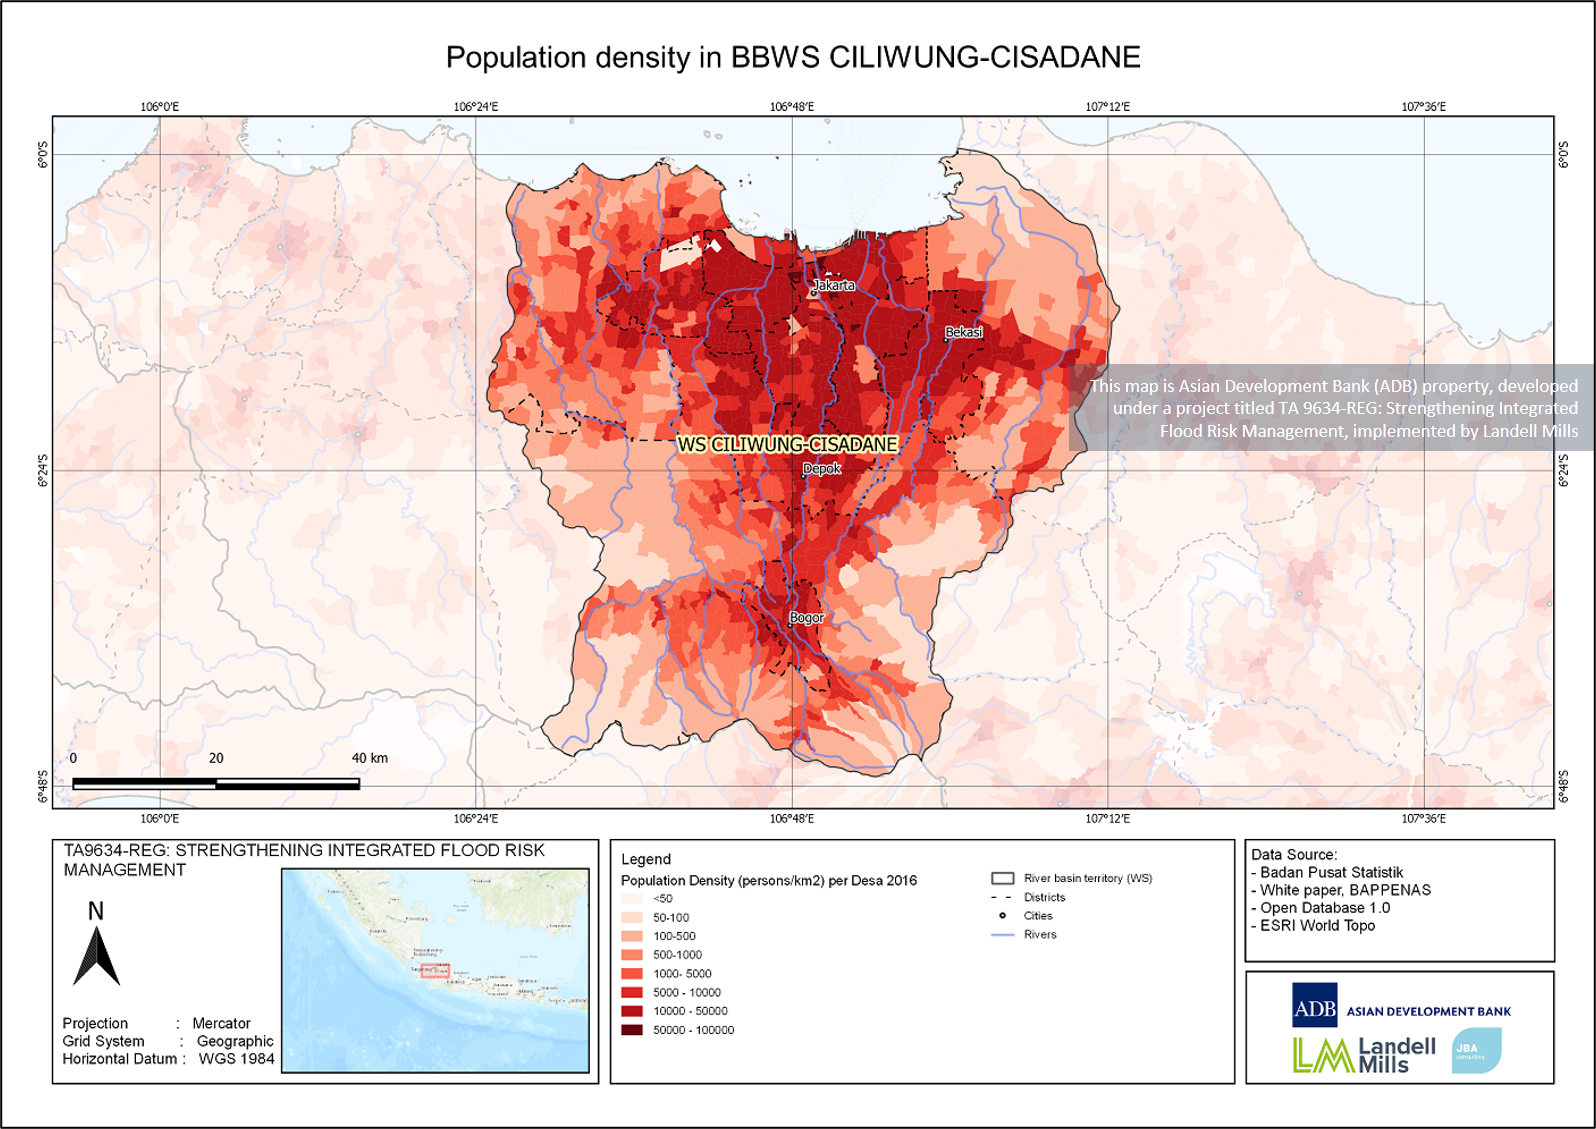 Population density in BBWS CILIWUNG-CISADANE
106°0'E 106°24'E 106°48'E 107°12'E 107°36'E
6°0'S 6°0'S
Jakarta
Bekasi
This map is Asian Development Bank (ADB) property, developed
under a project titled TA 9634-REG: Strengthening Integrated
Flood Risk Management, implemented by Landell Mills
WS CILIWUNG-CISADANE
Depok
6°24'S 6°24'S
Bogor
0 20 40 km
6°48'S 6°48'S
106°0'E 106°24'E 106°48'E 107°12'E 107°36'E
TA9634-REG: STRENGTHENING INTEGRATED FLOOD RISK
MANAGEMENT
N
Projection : Mercator
Grid System : Geographic
Horizontal Datum : WGS 1984
Legend
Population Density (persons/km2) per Desa 2016
<50
50-100
100-500
500-1000
1000- 5000
5000 - 10000
10000 - 50000
50000 - 100000
River basin territory (WS)
Districts
Cities
Rivers
Data Source:
- Badan Pusat Statistik
- White paper, BAPPENAS
- Open Database 1.0
- ESRI World Topo
ADB ASIAN DEVELOPMENT BANK
LM Landell
Mills
JBA
consulting